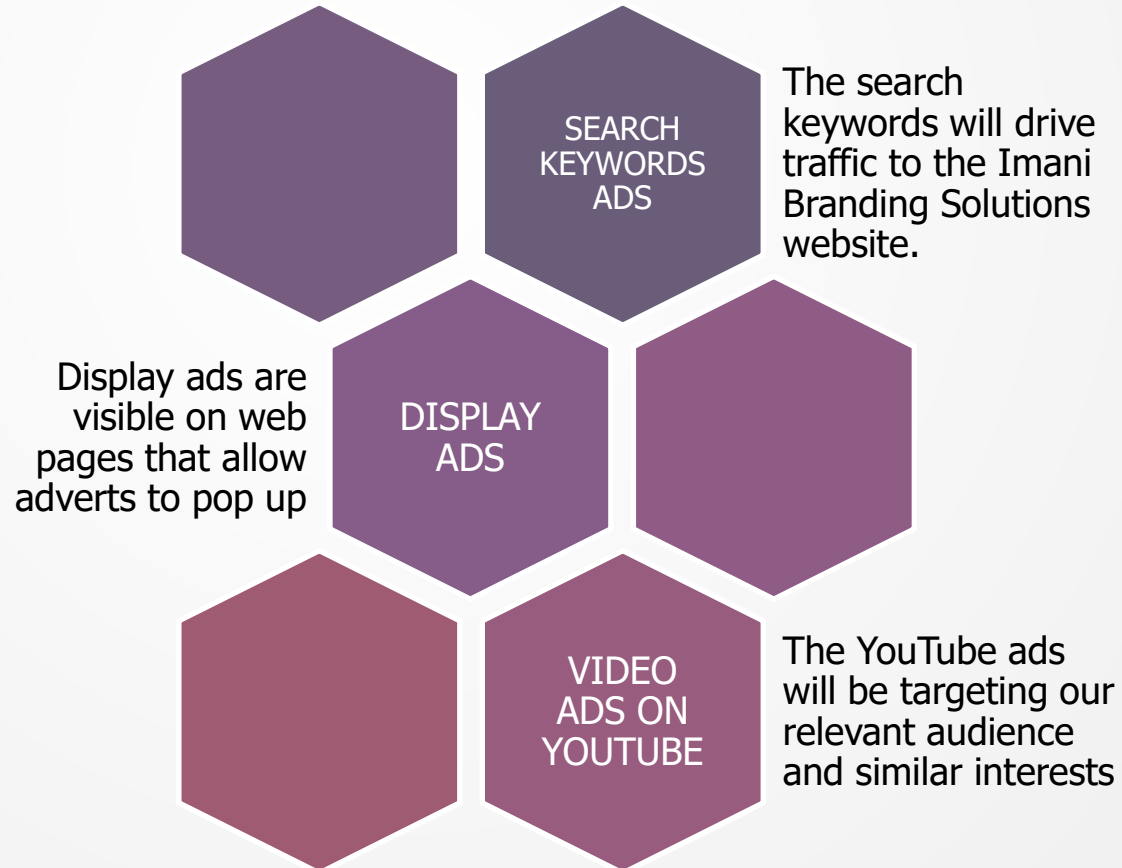 SEARCH
KEYWORDS
ADS
The search
keywords will drive
traffic to the Imani
Branding Solutions
website.
Display ads are
visible on web
pages that allow
adverts to pop up
DISPLAY
ADS
VIDEO
ADS ON
YOUTUBE
The YouTube ads
will be targeting our
relevant audience
and similar interests